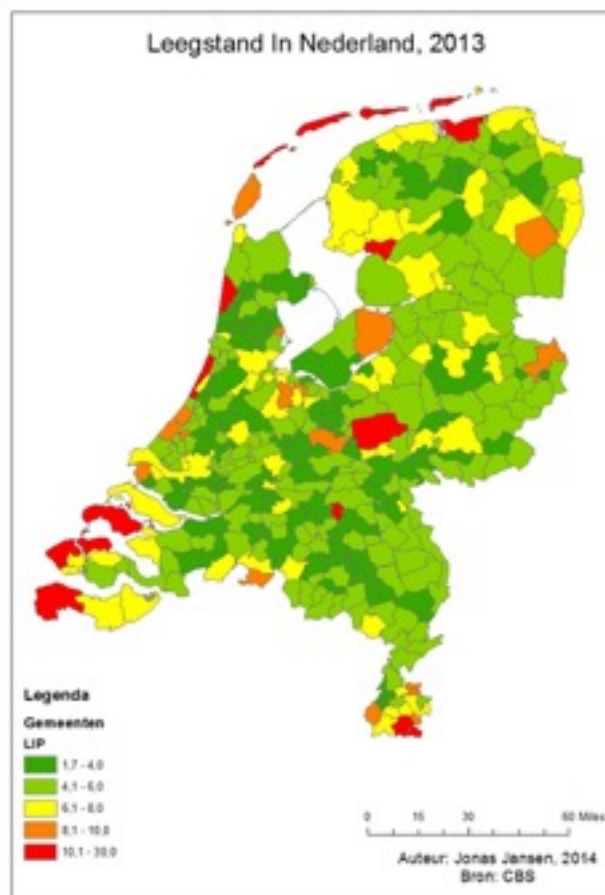 Leegstand In Nederland, 2013
Legenda
Gemeenten
LIP
1,7 - 4,0
4,1 - 6,0
6,1 - 8,0
8,1 - 10,0
10,1 - 30,0
0 15 30 60 Miles
Auteur: Jonas Jansen, 2014
Bron: CBS